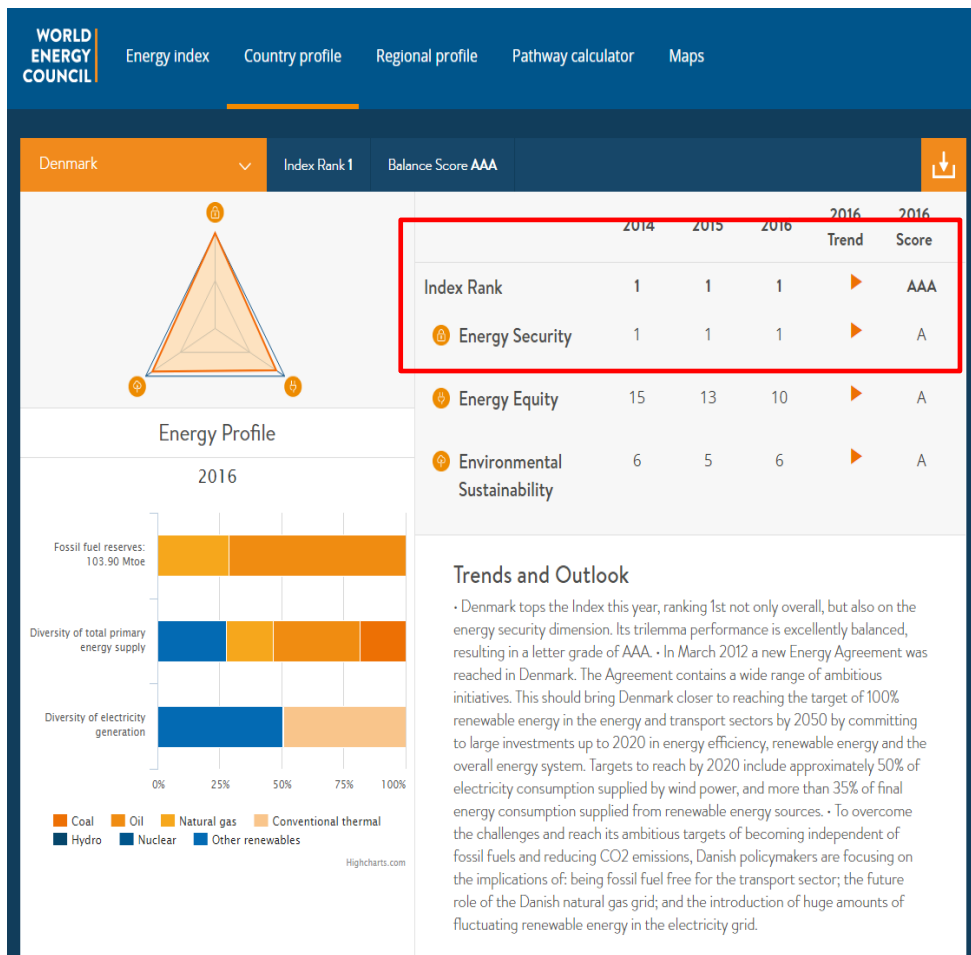 WORLD
ENERGY
COUNCIL
Energy index
Country profile
Regional profile
Pathway calculator
Maps
Denmark
Index Rank 1
Balance Score AAA
2014 2015 2016 2016 Trend 2016 Score
Index Rank 1 1 1 AAA
Energy Security 1 1 1 A
Energy Equity 15 13 10 A
Environmental 6 5 6 A
Sustainability
Energy Profile
2016
Fossil fuel reserves:
103.90 Mtoe
Diversity of total primary
energy supply
Diversity of electricity
generation
0% 25% 50% 75% 100%
Coal Oil Natural gas Conventional thermal
Hydro Nuclear Other renewables
Highcharts.com
Trends and Outlook
• Denmark tops the Index this year, ranking 1st not only overall, but also on the
energy security dimension. Its trilemma performance is excellently balanced,
resulting in a letter grade of AAA. • In March 2012 a new Energy Agreement was
reached in Denmark. The Agreement contains a wide range of ambitious
initiatives. This should bring Denmark closer to reaching the target of 100%
renewable energy in the energy and transport sectors by 2050 by committing
to large investments up to 2020 in energy efficiency, renewable energy and the
overall energy system. Targets to reach by 2020 include approximately 50% of
electricity consumption supplied by wind power, and more than 35% of final
energy consumption supplied from renewable energy sources. • To overcome
the challenges and reach its ambitious targets of becoming independent of
fossil fuels and reducing CO2 emissions, Danish policymakers are focusing on
the implications of: being fossil fuel free for the transport sector; the future
role of the Danish natural gas grid; and the introduction of huge amounts of
fluctuating renewable energy in the electricity grid.